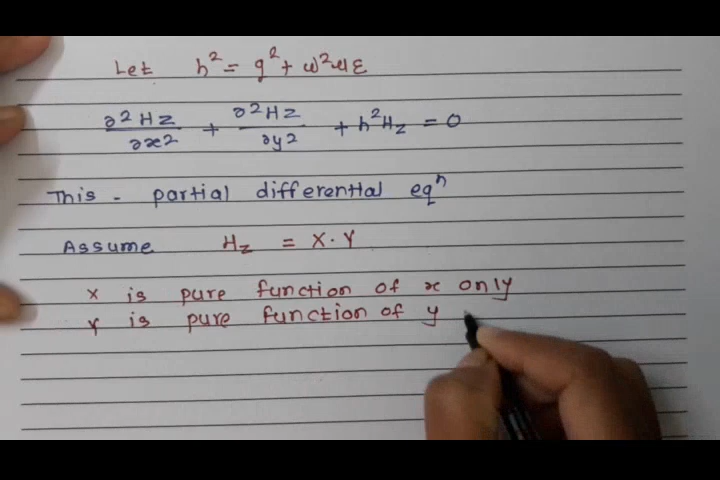 Let h² = g² + ω²με
∂²Hz/∂x² + ∂²Hz/∂y² + h²Hz = 0
This - partial differential eqⁿ
Assume Hz = X·Y
X is pure function of x only
Y is pure function of y